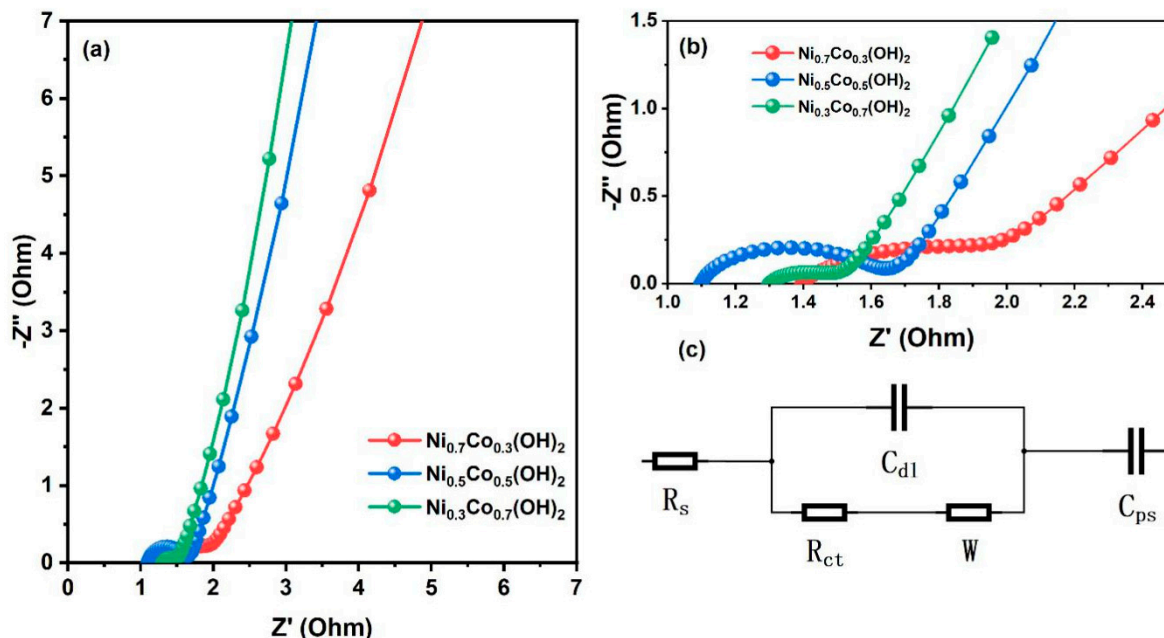 (a)
7
6
5
4
3
2
1
0
-Z'' (Ohm)
0 1 2 3 4 5 6 7
Z' (Ohm)
Ni₀.₇Co₀.₃(OH)₂
Ni₀.₅Co₀.₅(OH)₂
Ni₀.₃Co₀.₇(OH)₂
(b)
1.5
1.0
0.5
0.0
-Z'' (Ohm)
Ni₀.₇Co₀.₃(OH)₂
Ni₀.₅Co₀.₅(OH)₂
Ni₀.₃Co₀.₇(OH)₂
1.0 1.2 1.4 1.6 1.8 2.0 2.2 2.4
Z' (Ohm)
(c)
Rs
Cdl
Rct W
Cps